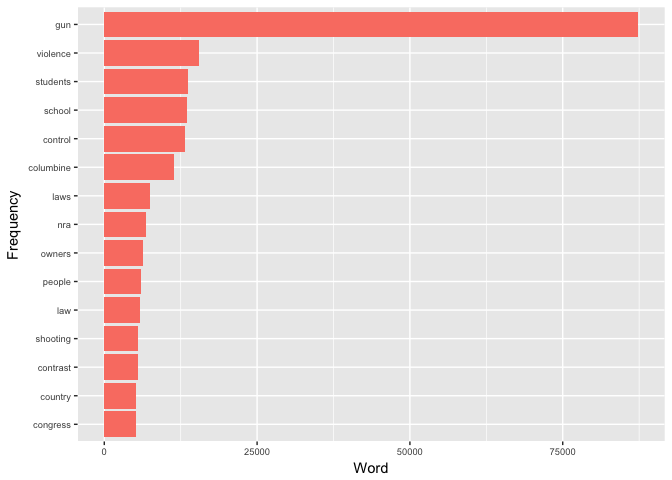 gun
violence
students
school
control
columbine
laws
nra
owners
people
law
shooting
contrast
country
congress
Frequency
0 25000 50000 75000
Word